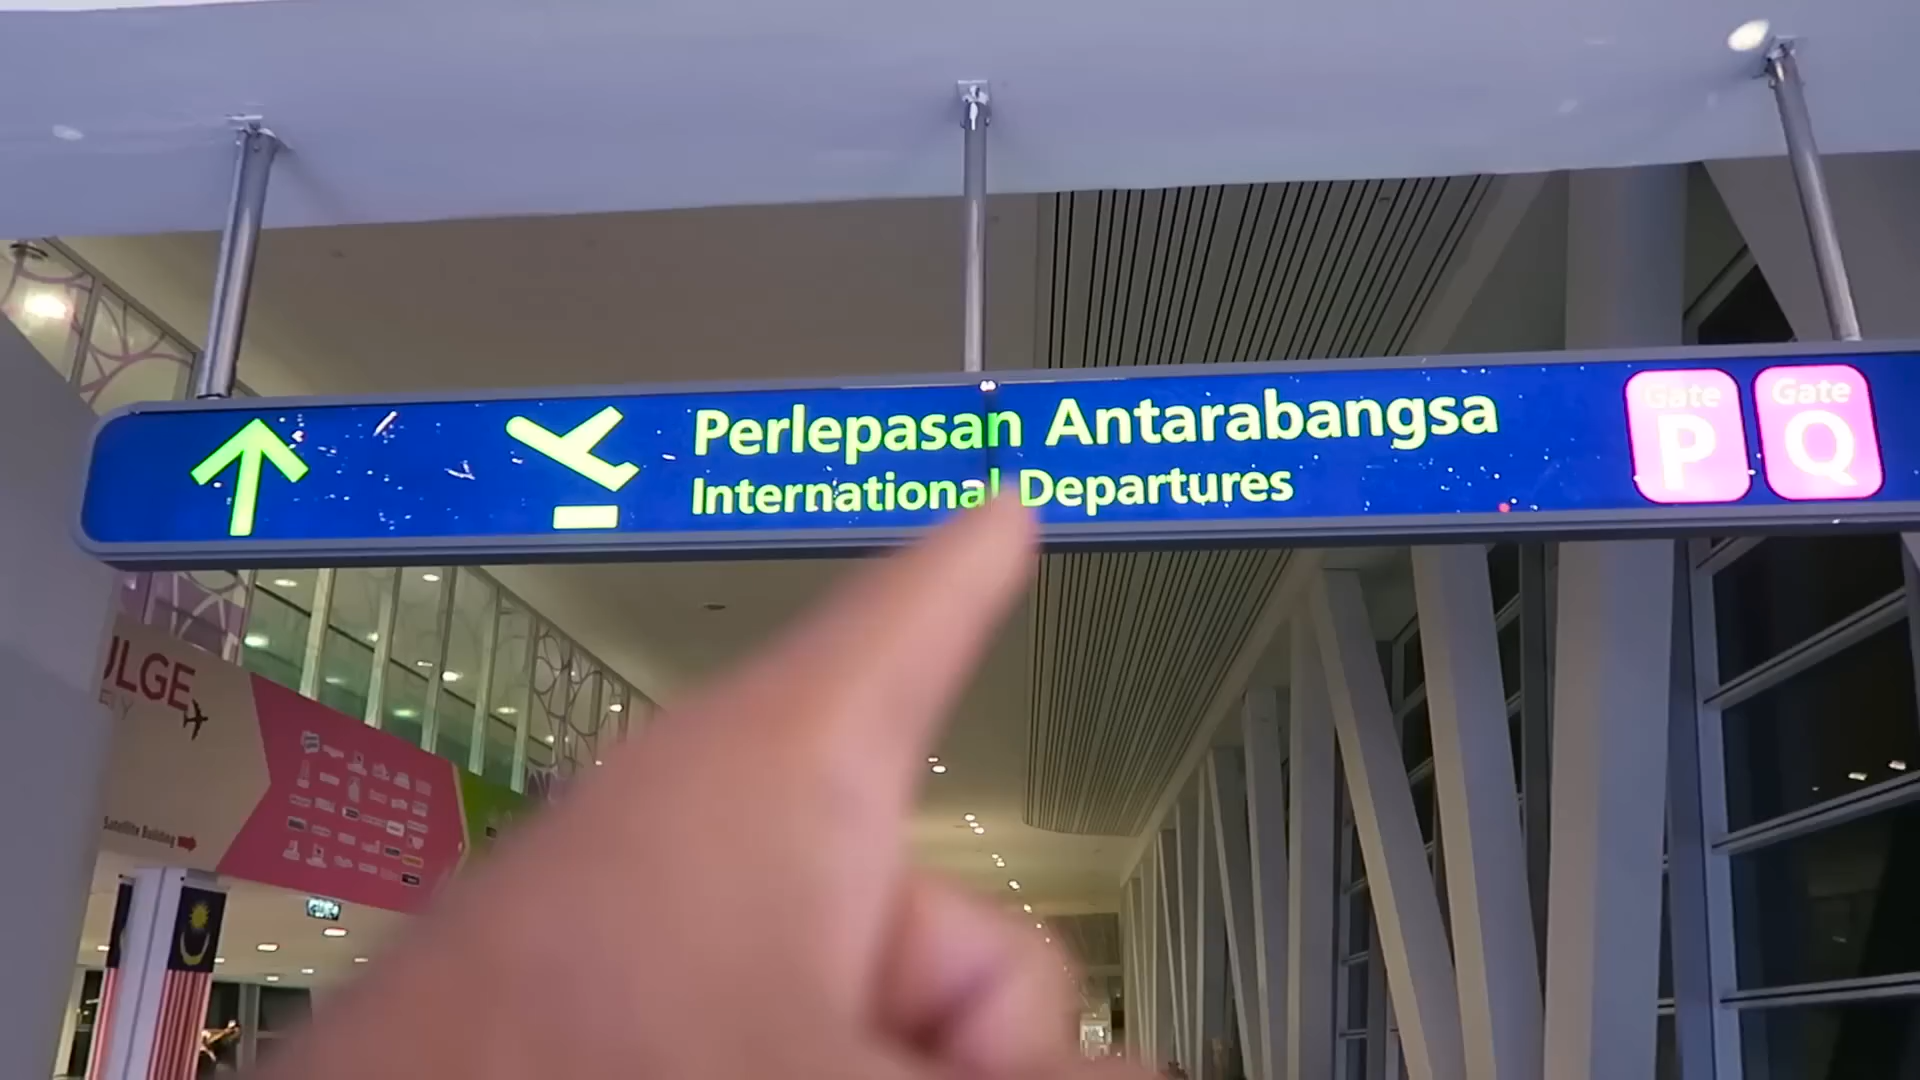 Perlepasan Antarabangsa
International Departures
Gate
P
Gate
Q
ULGE
Satellite Building